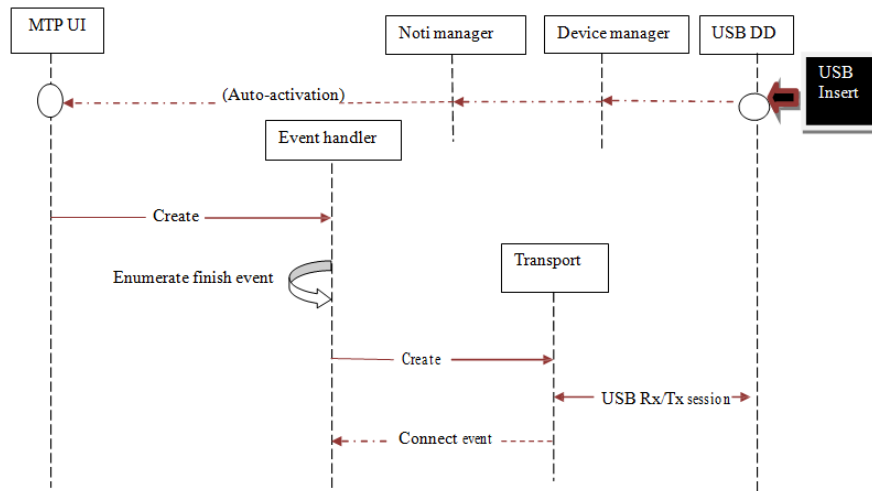 MTP UI
Noti manager
Device manager
USB DD
USB
Insert
(Auto-activation)
Event handler
Create
Transport
Enumerate finish event
Create
USB Rx/Tx session
Connect event